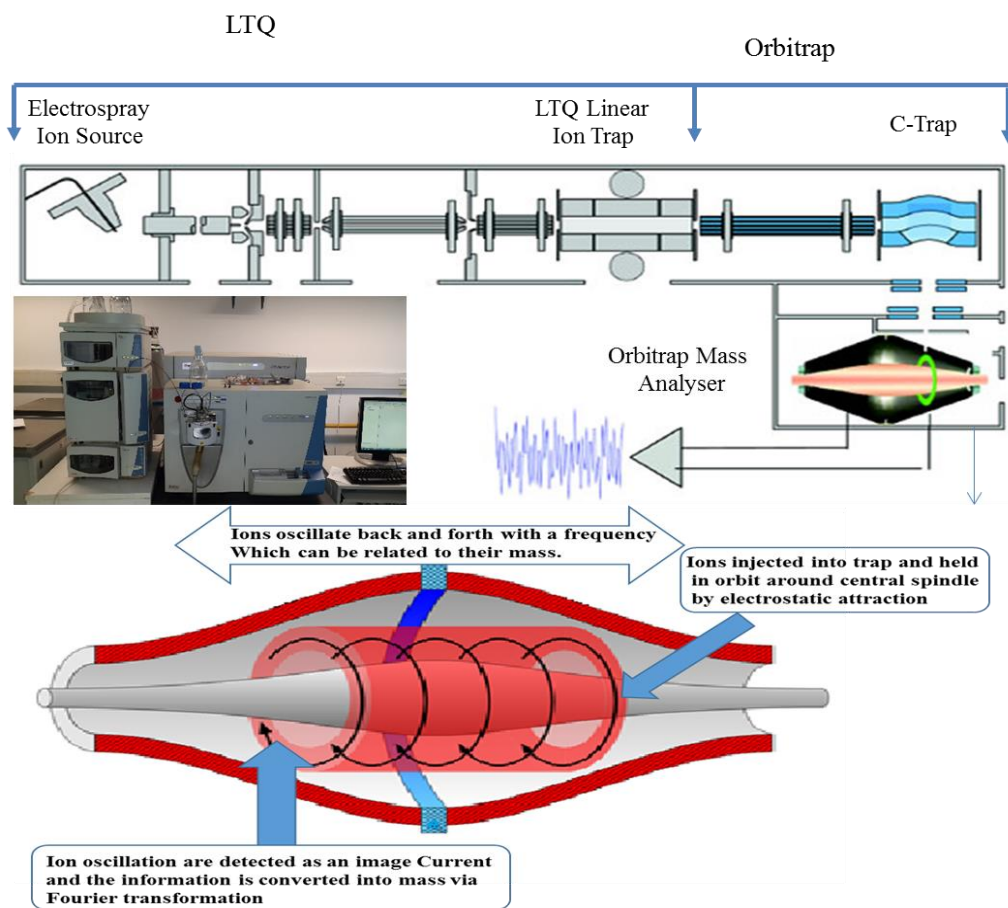 LTQ
Orbitrap
Electrospray
Ion Source
LTQ Linear
Ion Trap
C-Trap
Orbitrap Mass
Analyser
Ions oscillate back and forth with a frequency
Which can be related to their mass.
Ions injected into trap and held
in orbit around central spindle
by electrostatic attraction
Ion oscillation are detected as an image Current
and the information is converted into mass via
Fourier transformation